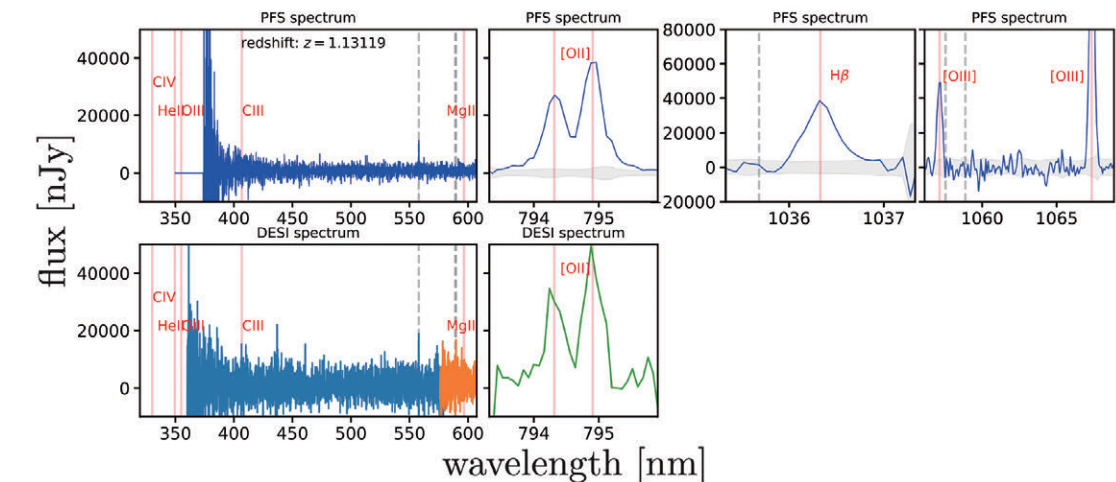 PFS spectrum
PFS spectrum
PFS spectrum
PFS spectrum
redshift: z = 1.13119
CIV
HeII
OIII
CIII
MgII
[OII]
Hβ
[OIII]
[OIII]
40000
20000
0
350
400
450
500
550
600
794
795
80000
60000
40000
20000
0
20000
1036
1037
1060
1065
DESI spectrum
DESI spectrum
CIV
HeII
CIII
MgII
[OII]
40000
20000
0
350
400
450
500
550
600
794
795
flux [nJy]
wavelength [nm]